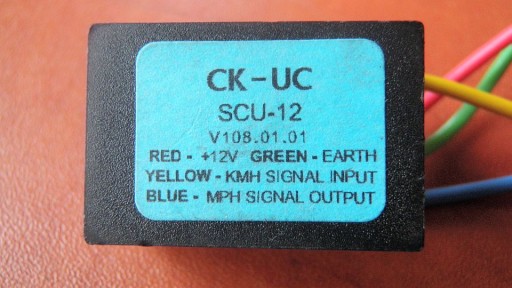 CK-UC
SCU-12
V108.01.01
RED - +12V GREEN - EARTH
YELLOW - KMH SIGNAL INPUT
BLUE - MPH SIGNAL OUTPUT